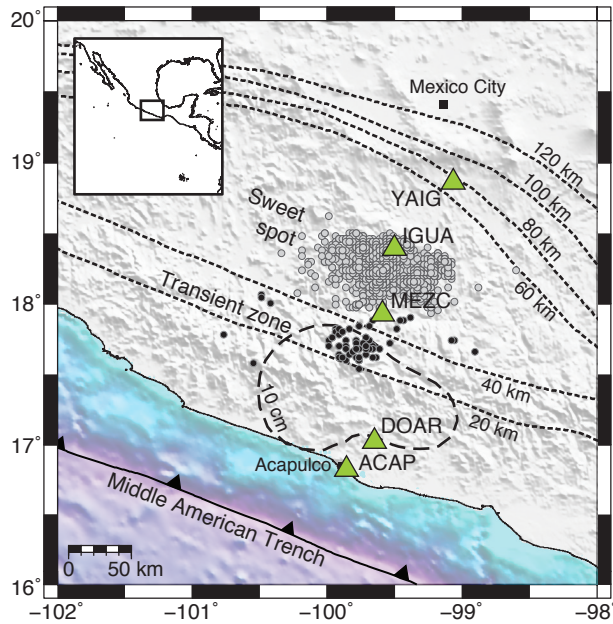 20°
Mexico City
120 km
19°
100 km
YAIG
80 km
Sweet
spot
IGUA
60 km
18°
MEZC
Transient zone
40 km
10 cm
20 km
DOAR
17°
Acapulco
ACAP
Middle American Trench
0 50 km
16°
−102° −101° −100° −99° −98°